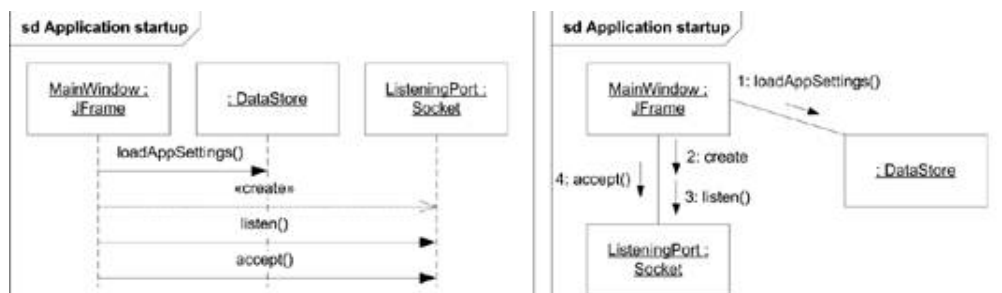 sd Application startup
MainWindow :
JFrame
: DataStore
ListeningPort :
Socket
loadAppSettings()
«create»
listen()
accept()
sd Application startup
MainWindow :
JFrame
1: loadAppSettings()
: DataStore
2: create
4: accept()
3: listen()
ListeningPort :
Socket